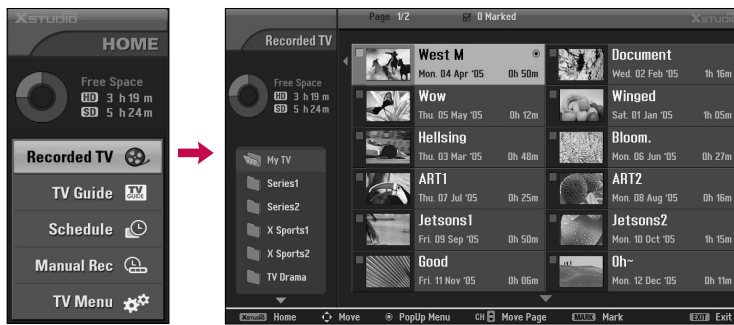 XSTUDIO
HOME
Free Space
HD 3 h 19 m
SD 5 h 24 m
Recorded TV
TV Guide TV GUIDE
Schedule
Manual Rec
TV Menu
Page 1/2 0 Marked XSTUDIO
Recorded TV
Free Space
HD 3 h 19 m
SD 5 h 24 m
My TV
Series1
Series2
X Sports1
X Sports2
TV Drama
West M
Mon. 04 Apr '05 0h 50m
Document
Wed. 02 Feb '05 1h 16m
Wow
Thu. 05 May '05 0h 12m
Winged
Sat. 01 Jan '05 1h 05m
Hellsing
Thu. 03 Mar '05 0h 48m
Bloom.
Mon. 06 Jun '05 0h 27m
ART1
Thu. 07 Jul '05 0h 25m
ART2
Mon. 08 Aug '05 0h 16m
Jetsons1
Fri. 09 Sep '05 0h 50m
Jetsons2
Mon. 10 Oct '05 1h 15m
Good
Fri. 11 Nov '05 0h 06m
Oh~
Mon. 12 Dec '05 0h 11m
XSTUDIO Home Move PopUp Menu CH Move Page MARK Mark EXIT Exit